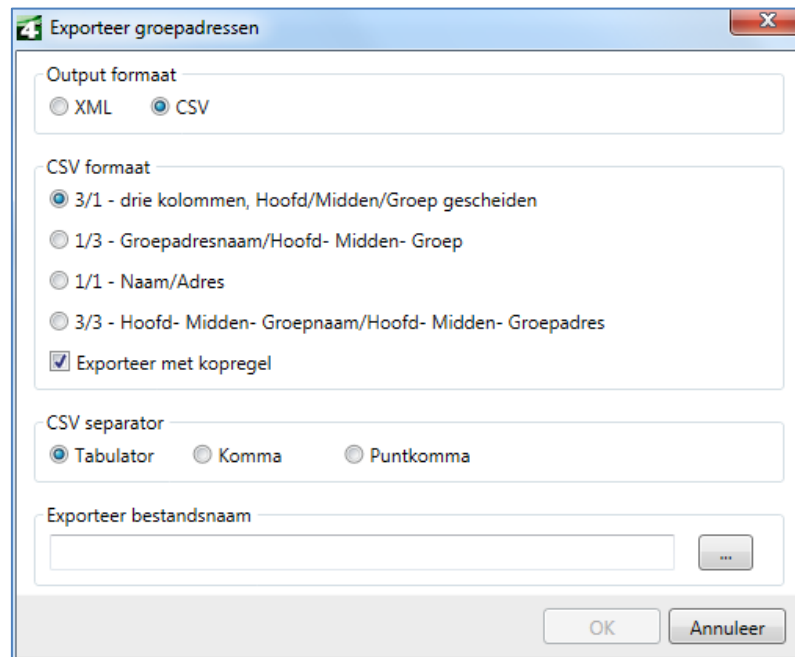 4 Exporteer groepadressen
Output formaat
XML CSV
CSV formaat
3/1 - drie kolommen, Hoofd/Midden/Groep gescheiden
1/3 - Groepadresnaam/Hoofd- Midden- Groep
1/1 - Naam/Adres
3/3 - Hoofd- Midden- Groepnaam/Hoofd- Midden- Groepadres
Exporteer met kopregel
CSV separator
Tabulator Komma Puntkomma
Exporteer bestandsnaam
...
OK Annuleer